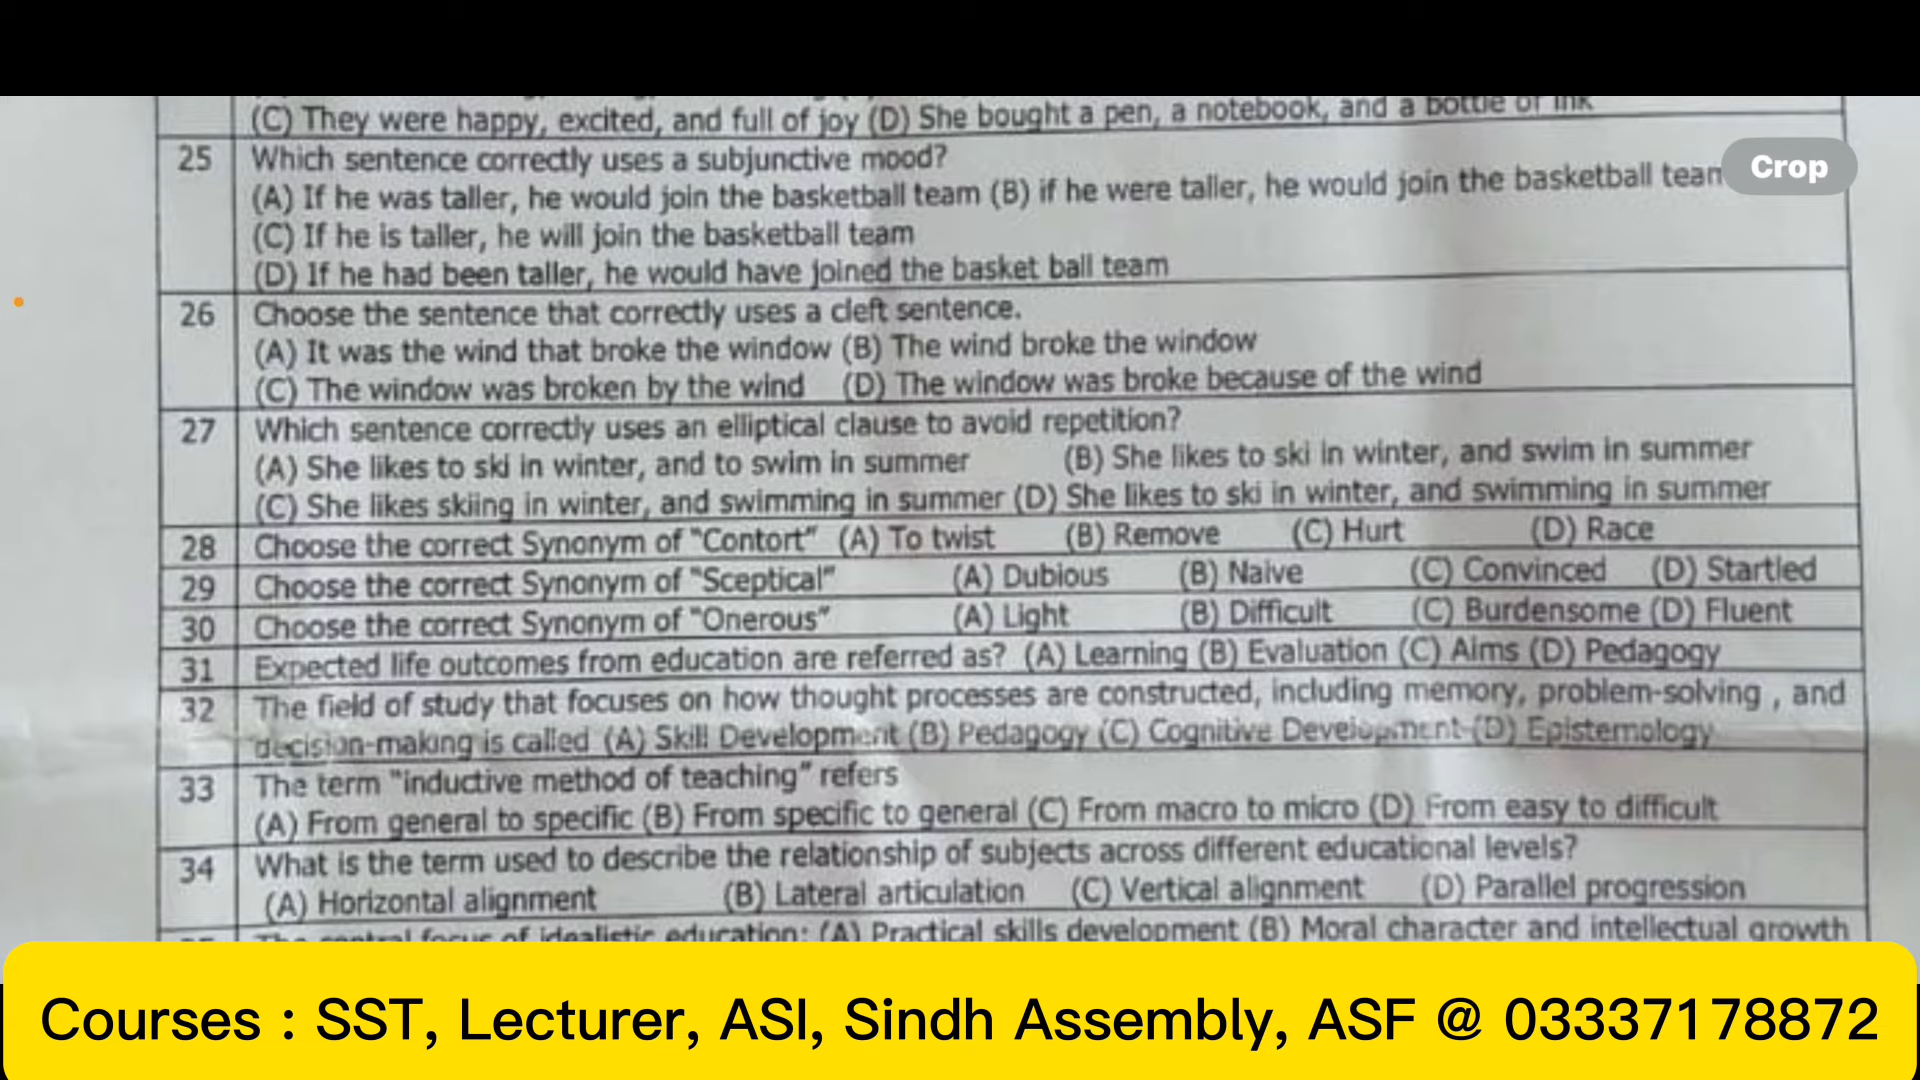 (C) They were happy, excited, and full of joy (D) She bought a pen, a notebook, and a bottle of ink
25 Which sentence correctly uses a subjunctive mood?
(A) If he was taller, he would join the basketball team (B) if he were taller, he would join the basketball team
Crop
(C) If he is taller, he will join the basketball team
(D) If he had been taller, he would have joined the basket ball team
26 Choose the sentence that correctly uses a cleft sentence.
(A) It was the wind that broke the window (B) The wind broke the window
(C) The window was broken by the wind (D) The window was broke because of the wind
27 Which sentence correctly uses an elliptical clause to avoid repetition?
(A) She likes to ski in winter, and to swim in summer (B) She likes to ski in winter, and swim in summer
(C) She likes skiing in winter, and swimming in summer (D) She likes to ski in winter, and swimming in summer
28 Choose the correct Synonym of "Contort" (A) To twist (B) Remove (C) Hurt (D) Race
29 Choose the correct Synonym of "Sceptical" (A) Dubious (B) Naive (C) Convinced (D) Startled
30 Choose the correct Synonym of "Onerous" (A) Light (B) Difficult (C) Burdensome (D) Fluent
31 Expected life outcomes from education are referred as? (A) Learning (B) Evaluation (C) Aims (D) Pedagogy
32 The field of study that focuses on how thought processes are constructed, including memory, problem-solving , and
decision-making is called (A) Skill Development (B) Pedagogy (C) Cognitive Development (D) Epistemology
33 The term "inductive method of teaching" refers
(A) From general to specific (B) From specific to general (C) From macro to micro (D) From easy to difficult
34 What is the term used to describe the relationship of subjects across different educational levels?
(A) Horizontal alignment (B) Lateral articulation (C) Vertical alignment (D) Parallel progression
The central focus of idealistic education: (A) Practical skills development (B) Moral character and intellectual growth
Courses : SST, Lecturer, ASI, Sindh Assembly, ASF @ 03337178872